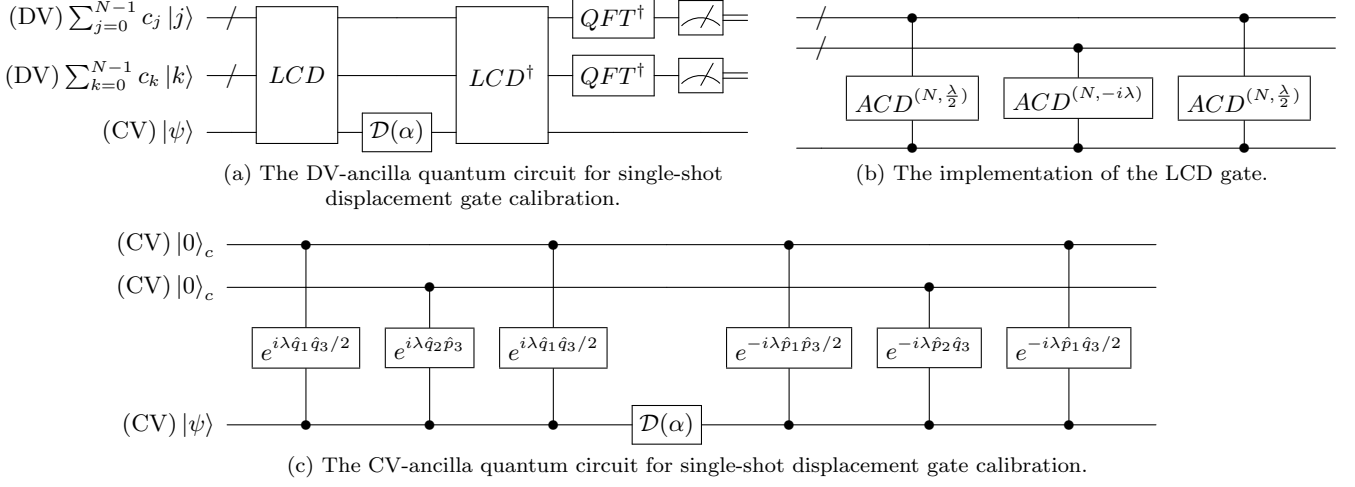 (DV) $\sum_{j=0}^{N-1} c_j |j\rangle$ $QFT^\dagger$
(DV) $\sum_{k=0}^{N-1} c_k |k\rangle$ $LCD$ $LCD^\dagger$ $QFT^\dagger$
(CV) $|\psi\rangle$ $\mathcal{D}(\alpha)$
(a) The DV-ancilla quantum circuit for single-shot
displacement gate calibration.
$ACD^{(N,\frac{\lambda}{2})}$ $ACD^{(N,-i\lambda)}$ $ACD^{(N,\frac{\lambda}{2})}$
(b) The implementation of the LCD gate.
(CV) $|0\rangle_c$
(CV) $|0\rangle_c$
$e^{i\lambda\hat{q}_1\hat{q}_3/2}$ $e^{i\lambda\hat{q}_2\hat{p}_3}$ $e^{i\lambda\hat{q}_1\hat{q}_3/2}$ $e^{-i\lambda\hat{p}_1\hat{p}_3/2}$ $e^{-i\lambda\hat{p}_2\hat{q}_3}$ $e^{-i\lambda\hat{p}_1\hat{q}_3/2}$
(CV) $|\psi\rangle$ $\mathcal{D}(\alpha)$
(c) The CV-ancilla quantum circuit for single-shot displacement gate calibration.